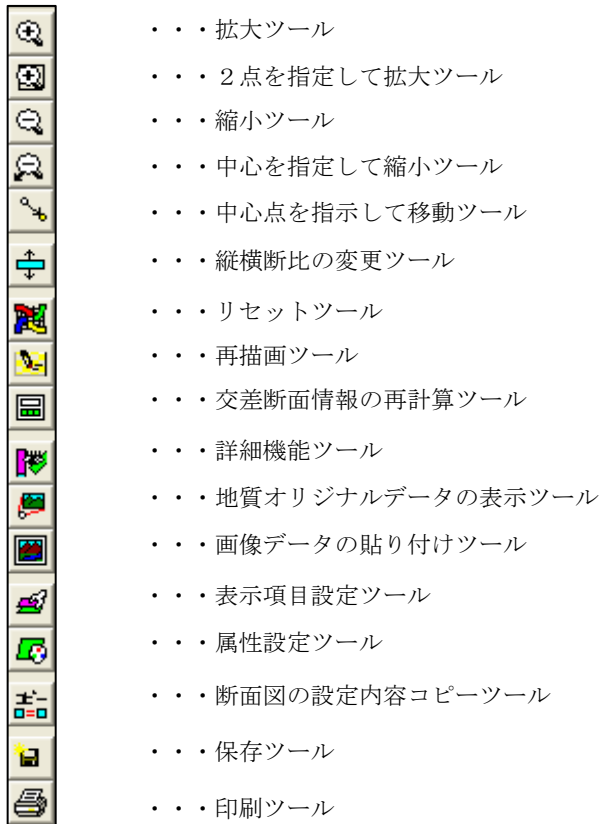 ・・・拡大ツール
・・・２点を指定して拡大ツール
・・・縮小ツール
・・・中心を指定して縮小ツール
・・・中心点を指示して移動ツール
・・・縦横断比の変更ツール
・・・リセットツール
・・・再描画ツール
・・・交差断面情報の再計算ツール
・・・詳細機能ツール
・・・地質オリジナルデータの表示ツール
・・・画像データの貼り付けツール
・・・表示項目設定ツール
・・・属性設定ツール
コピー ・・・断面図の設定内容コピーツール
・・・保存ツール
・・・印刷ツール